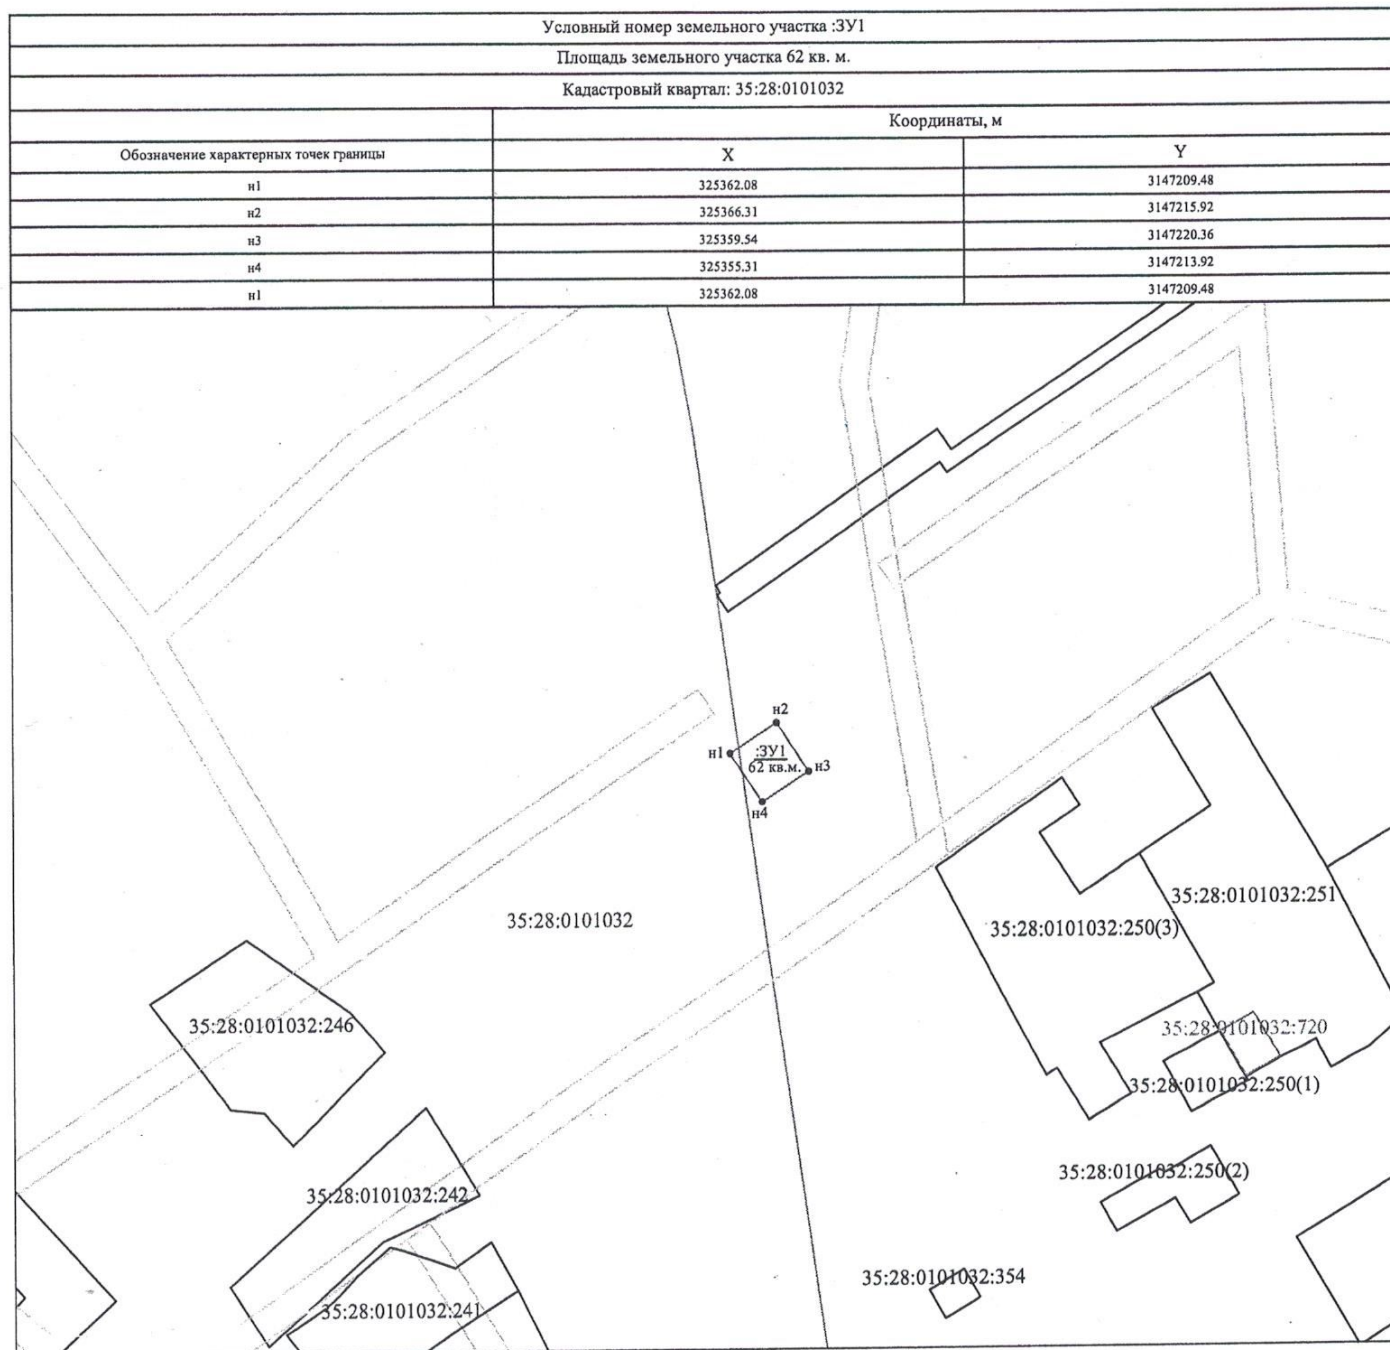 Условный номер земельного участка :ЗУ1
Площадь земельного участка 62 кв. м.
Кадастровый квартал: 35:28:0101032
Координаты, м
Обозначение характерных точек границы X Y
н1 325362.08 3147209.48
н2 325366.31 3147215.92
н3 325359.54 3147220.36
н4 325355.31 3147213.92
н1 325362.08 3147209.48
н2
н1 :ЗУ1
62 кв.м. н3
н4
35:28:0101032:251
35:28:0101032
35:28:0101032:250(3)
35:28:0101032:246
35:28:0101032:720
35:28:0101032:250(1)
35:28:0101032:250(2)
35:28:0101032:242
35:28:0101032:354
35:28:0101032:241